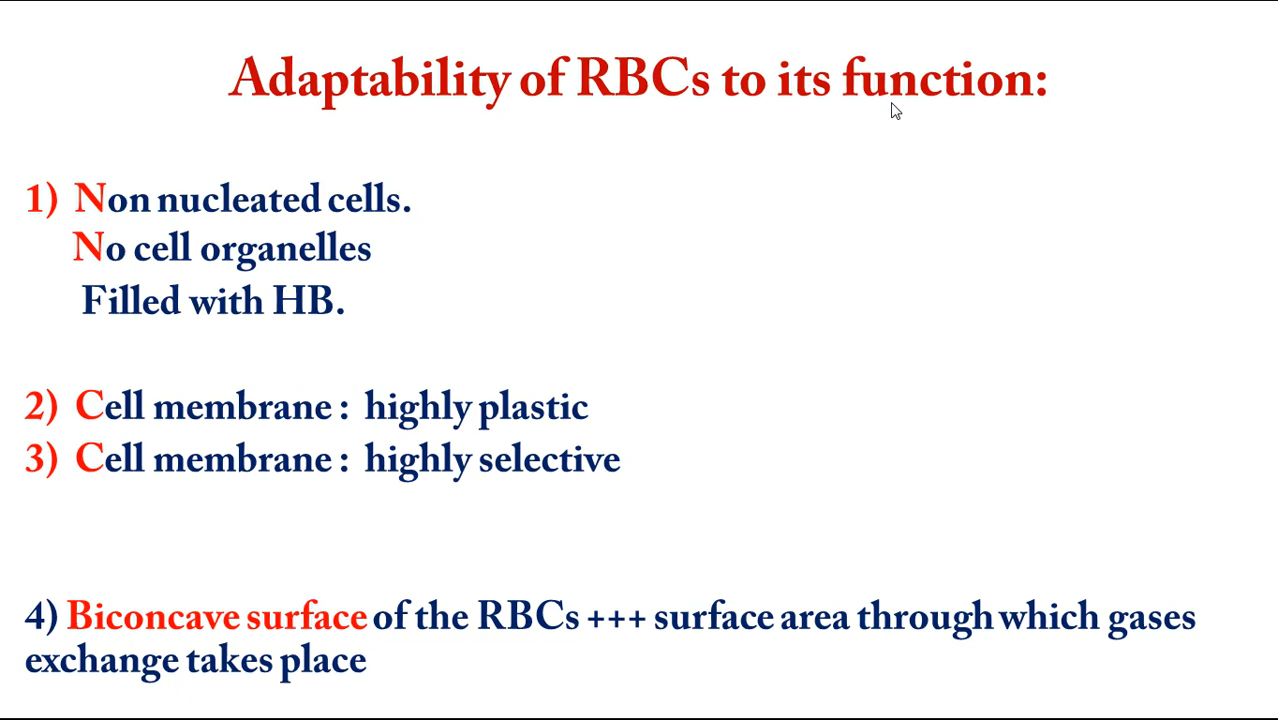 Adaptability of RBCs to its function:
1) Non nucleated cells.
No cell organelles
Filled with HB.
2) Cell membrane : highly plastic
3) Cell membrane : highly selective
4) Biconcave surface of the RBCs +++ surface area through which gases
exchange takes place